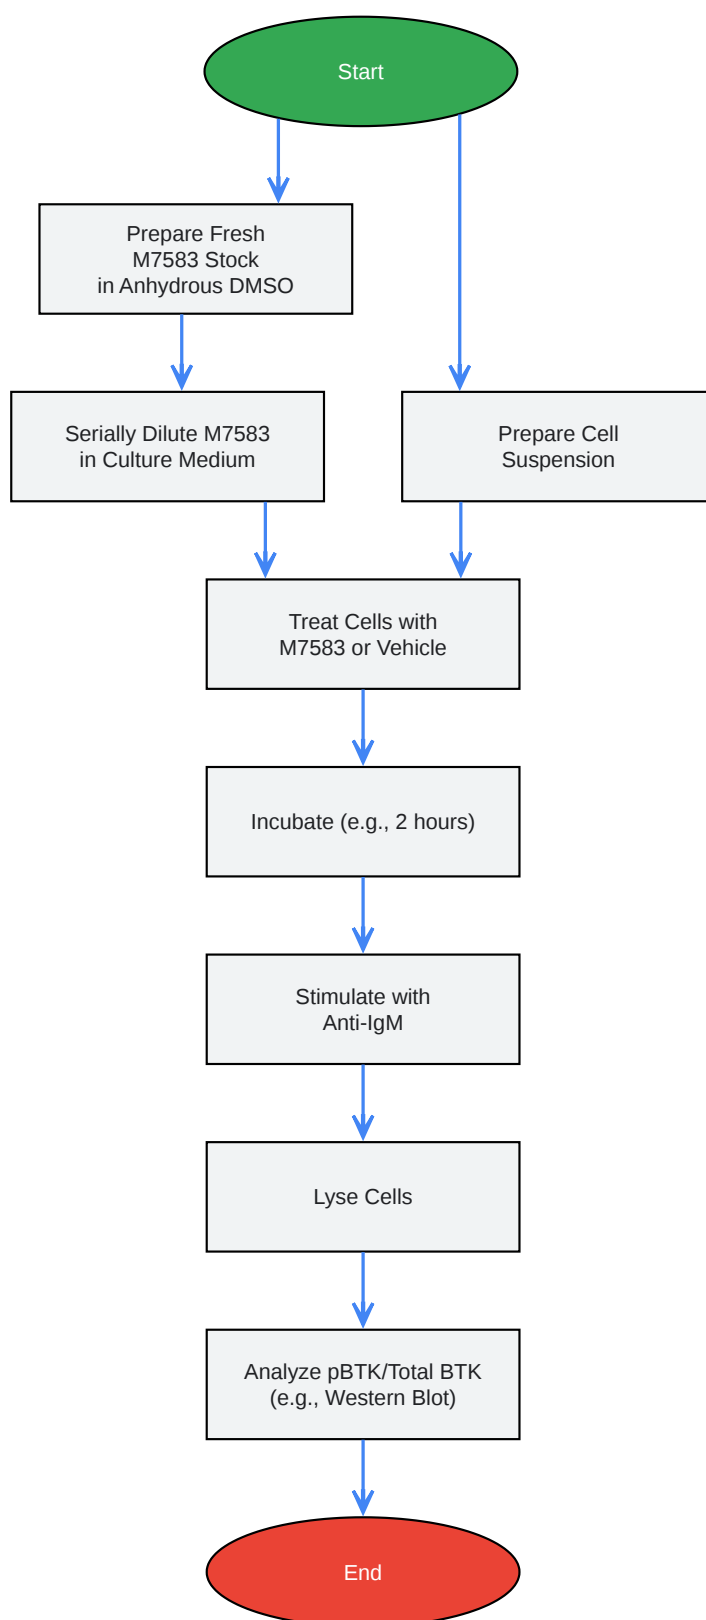 Start
Prepare Fresh
M7583 Stock
in Anhydrous DMSO
Serially Dilute M7583
in Culture Medium
Prepare Cell
Suspension
Treat Cells with
M7583 or Vehicle
Incubate (e.g., 2 hours)
Stimulate with
Anti-IgM
Lyse Cells
Analyze pBTK/Total BTK
(e.g., Western Blot)
End